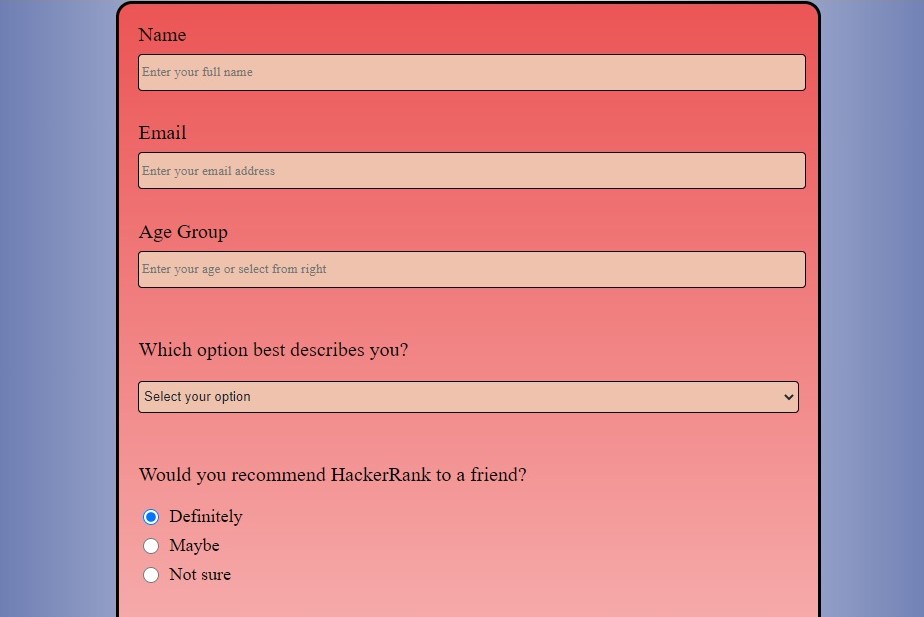 Name
Enter your full name
Email
Enter your email address
Age Group
Enter your age or select from right
Which option best describes you?
Select your option
Would you recommend HackerRank to a friend?
Definitely
Maybe
Not sure